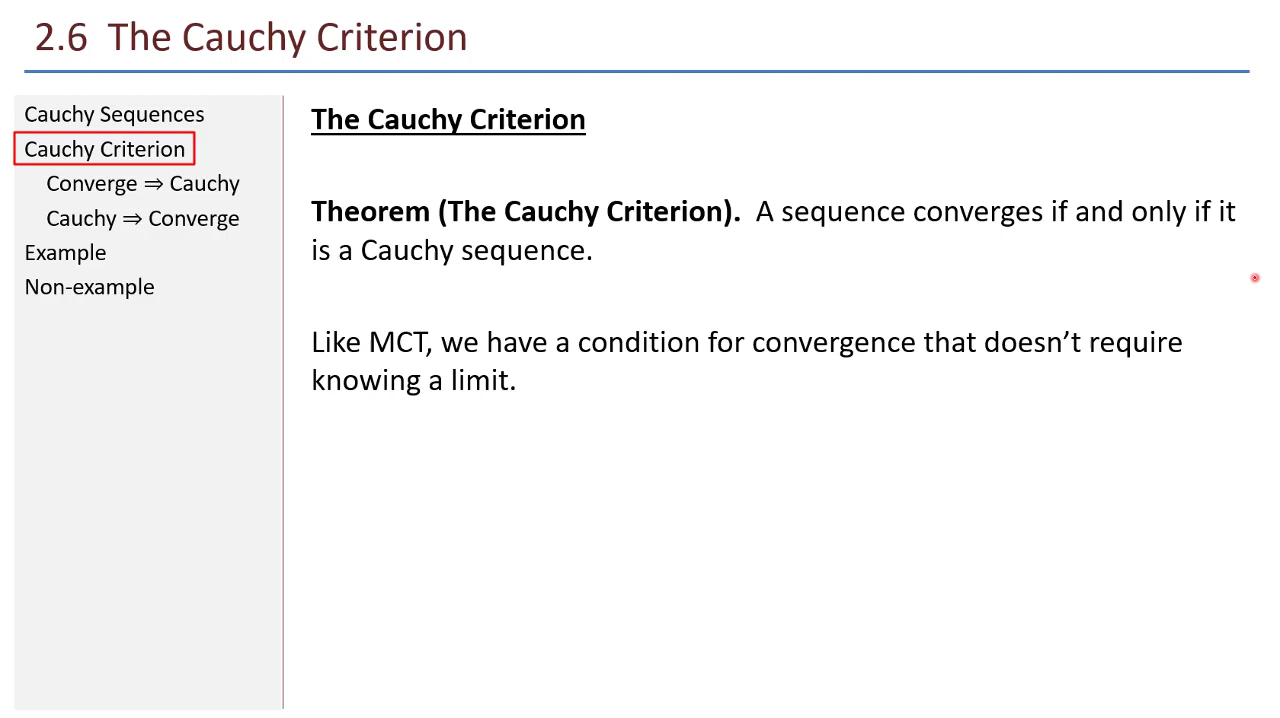 2.6 The Cauchy Criterion
Cauchy Sequences
Cauchy Criterion
Converge ⇒ Cauchy
Cauchy ⇒ Converge
Example
Non-example
The Cauchy Criterion
Theorem (The Cauchy Criterion). A sequence converges if and only if it
is a Cauchy sequence.
Like MCT, we have a condition for convergence that doesn’t require
knowing a limit.